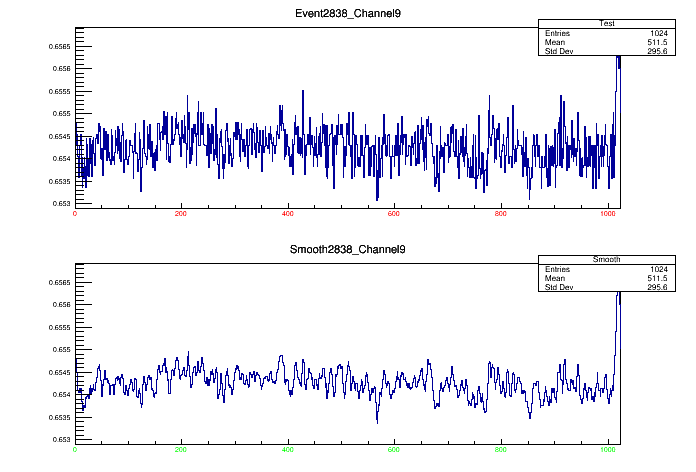 Event2838_Channel9
Test
Entries 1024
Mean 511.5
Std Dev 295.6
0.6565
0.656
0.6555
0.655
0.6545
0.654
0.6535
0.653
0 200 400 600 800 1000
Smooth2838_Channel9
Smooth
Entries 1024
Mean 511.5
Std Dev 295.6
0.6565
0.656
0.6555
0.655
0.6545
0.654
0.6535
0.653
0 200 400 600 800 1000